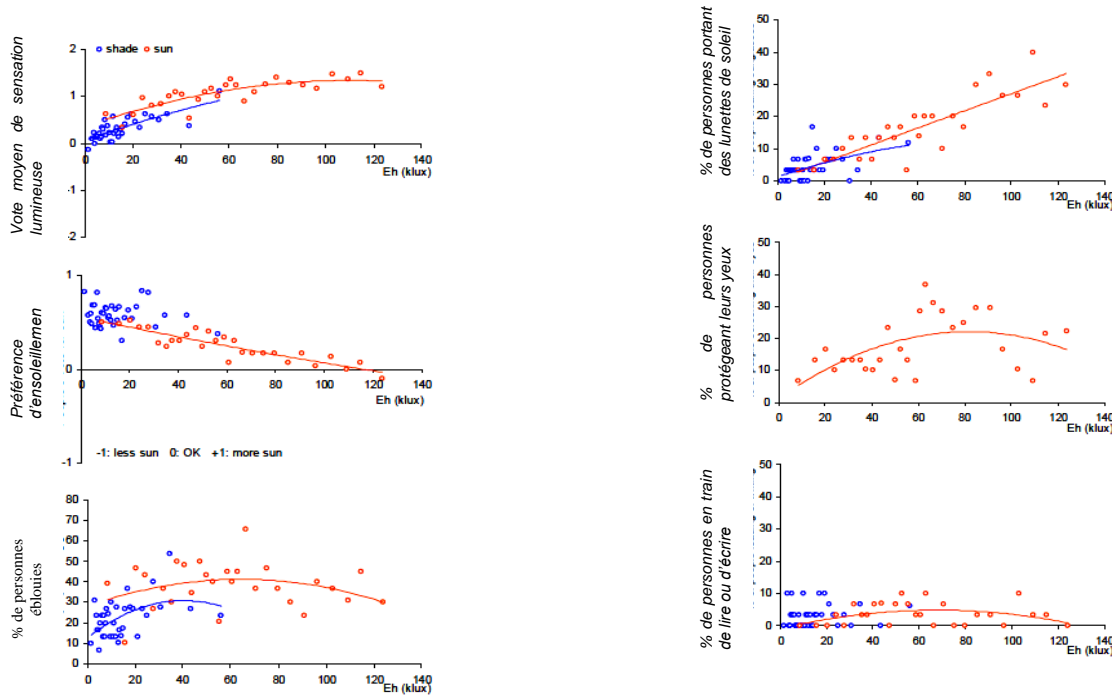 Vote moyen de sensation
lumineuse
shade sun
2
1
0
-1
-2
0 20 40 60 80 100 120 140
Eh (klux)
Préférence
d'ensoleillemen
1
0
-1
0 20 40 60 80 100 120 140
Eh (klux)
-1: less sun 0: OK +1: more sun
% de personnes
éblouies
80
70
60
50
40
30
20
10
0
0 20 40 60 80 100 120 140
Eh (klux)
% de personnes portant
des lunettes de soleil
50
40
30
20
10
0
0 20 40 60 80 100 120 140
Eh (klux)
% de personnes
protégeant leurs yeux
50
40
30
20
10
0
0 20 40 60 80 100 120 140
Eh (klux)
% de personnes en train
de lire ou d'écrire
50
40
30
20
10
0
0 20 40 60 80 100 120 140
Eh (klux)